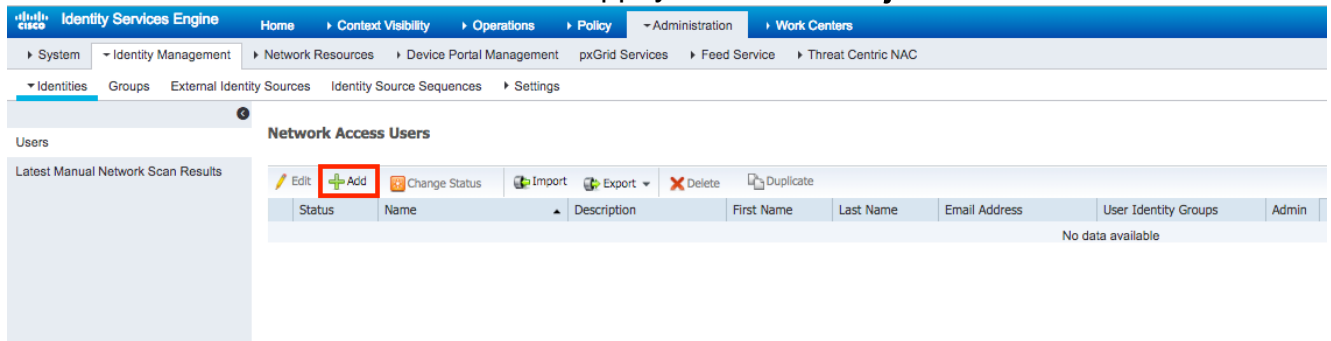 cisco Identity Services Engine Home Context Visibility Operations Policy Administration Work Centers
System Identity Management Network Resources Device Portal Management pxGrid Services Feed Service Threat Centric NAC
Identities Groups External Identity Sources Identity Source Sequences Settings
Users
Latest Manual Network Scan Results
Network Access Users
Edit Add Change Status Import Export Delete Duplicate
Status Name Description First Name Last Name Email Address User Identity Groups Admin
No data available